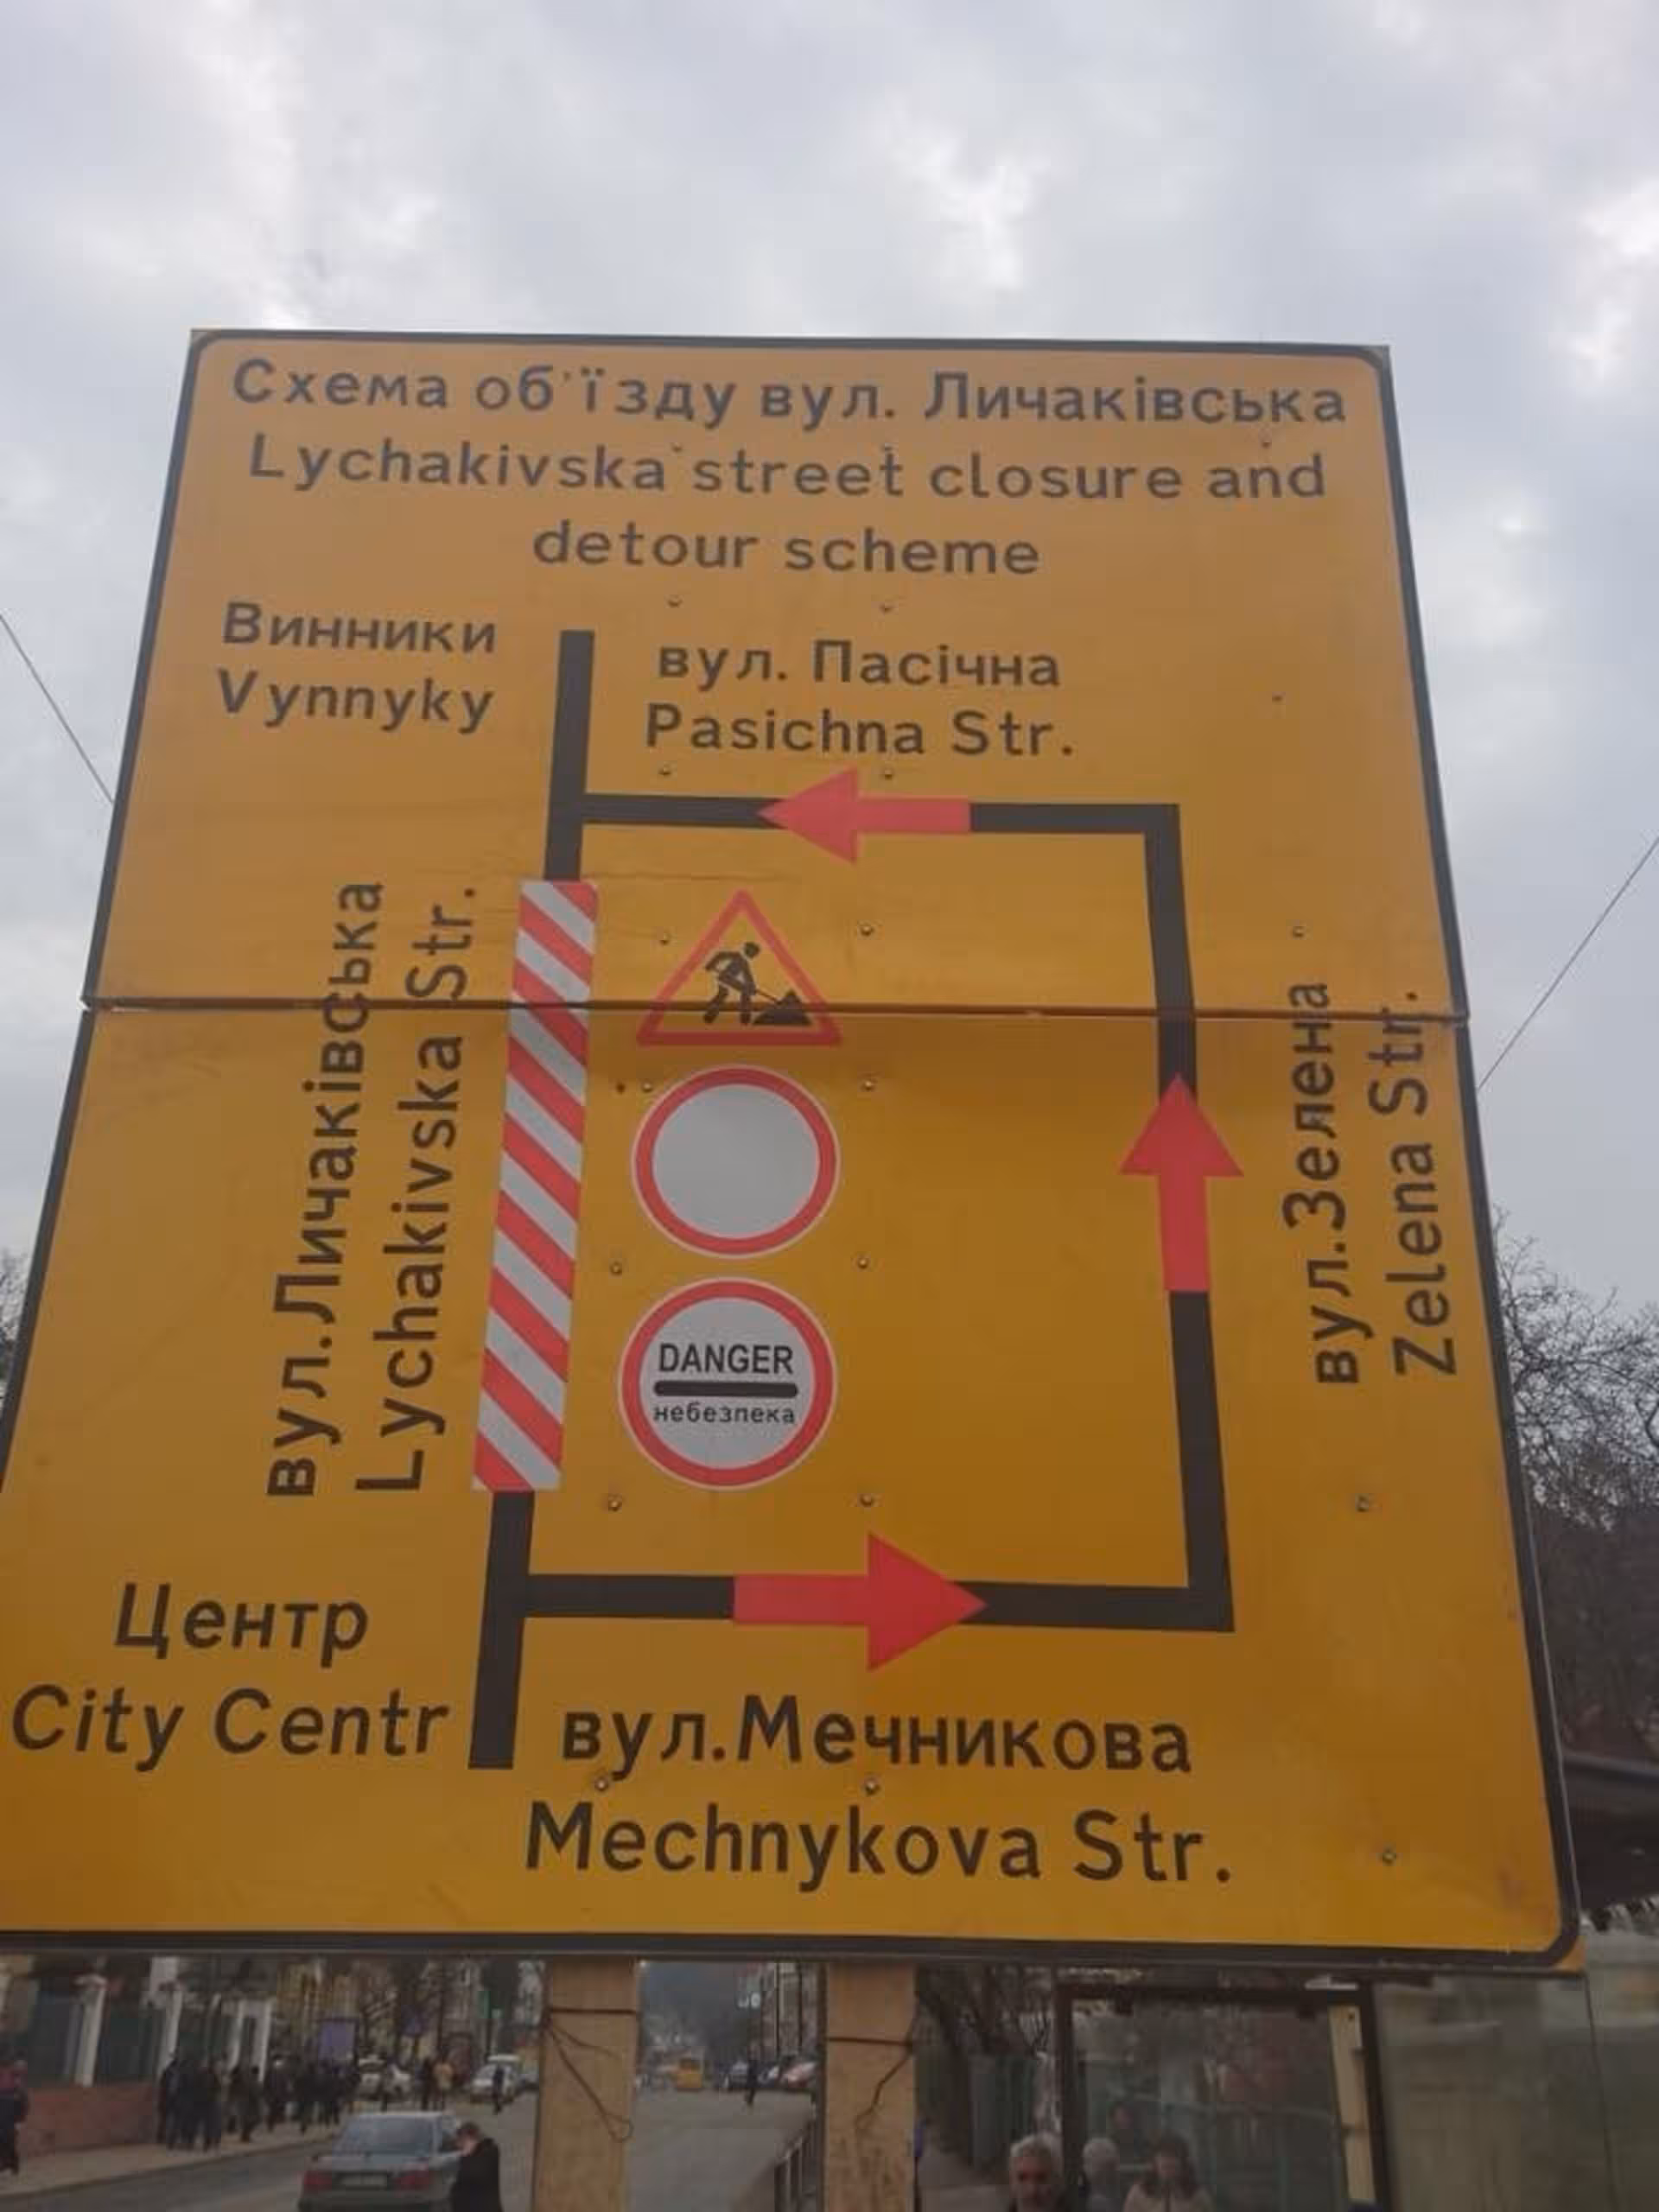 Схема об'їзду вул. Личаківська
Lychakivska street closure and
detour scheme
Винники
Vynnyky
вул. Пасічна
Pasichna Str.
вул.Личаківська
Lychakivska Str.
DANGER
небезпека
вул.Зелена
Zelena Str.
Центр
City Centr
вул.Мечникова
Mechnykova Str.